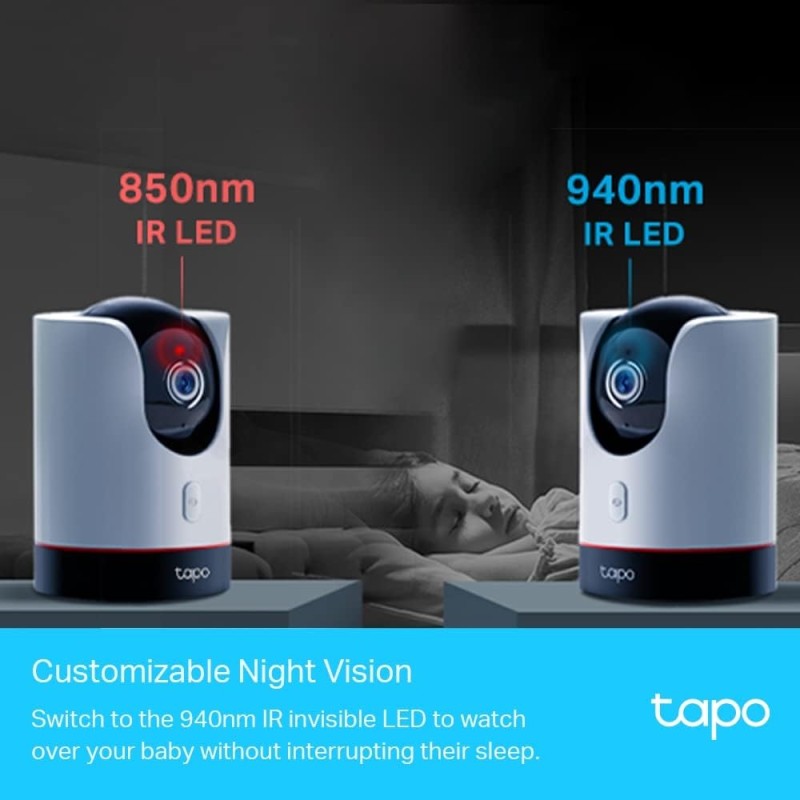 850nm
IR LED
940nm
IR LED
tapo
tapo
Customizable Night Vision
Switch to the 940nm IR invisible LED to watch
over your baby without interrupting their sleep.
tapo